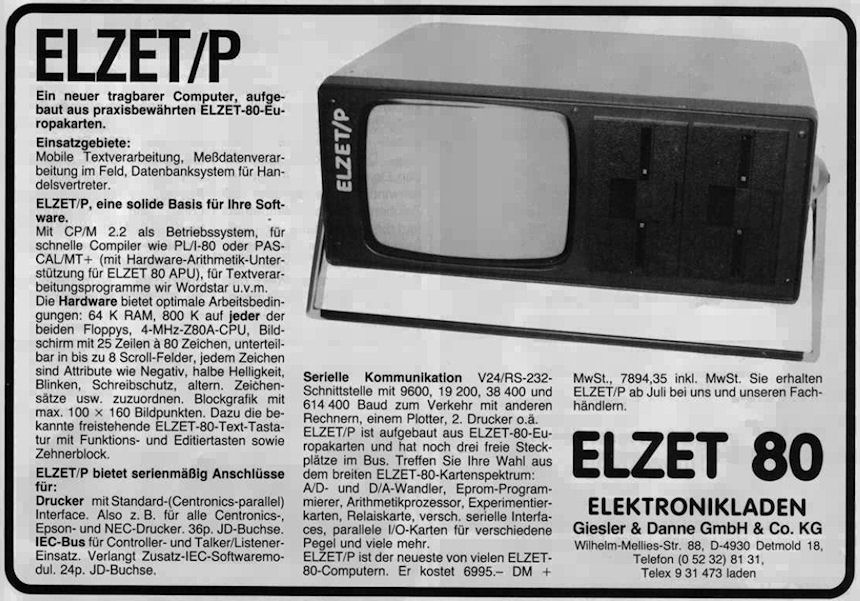 ELZET/P
Ein neuer tragbarer Computer, aufge-
baut aus praxisbewährten ELZET-80-Eu-
ropakarten.
Einsatzgebiete:
Mobile Textverarbeitung, Meßdatenverar-
beitung im Feld, Datenbanksystem für Han-
delsvertreter.
ELZET/P, eine solide Basis für Ihre Soft-
ware.
Mit CP/M 2.2 als Betriebssystem, für
schnelle Compiler wie PL/I-80 oder PAS-
CAL/MT+ (mit Hardware-Arithmetik-Unter-
stützung für ELZET 80 APU), für Textverar-
beitungsprogramme wir Wordstar u.v.m.
Die Hardware bietet optimale Arbeitsbedin-
gungen: 64 K RAM, 800 K auf jeder der
beiden Floppys, 4-MHz-Z80A-CPU, Bild-
schirm mit 25 Zeilen à 80 Zeichen, unterteil-
bar in bis zu 8 Scroll-Felder, jedem Zeichen
sind Attribute wie Negativ, halbe Helligkeit,
Blinken, Schreibschutz, altern. Zeichen-
sätze usw. zuzuordnen. Blockgrafik mit
max. 100 × 160 Bildpunkten. Dazu die be-
kannte freistehende ELZET-80-Text-Tasta-
tur mit Funktions- und Editiertasten sowie
Zehnerblock.
ELZET/P bietet serienmäßig Anschlüsse
für:
Drucker mit Standard-(Centronics-parallel)
Interface. Also z. B. für alle Centronics-,
Epson- und NEC-Drucker. 36p. JD-Buchse.
IEC-Bus für Controller- und Talker/Listener-
Einsatz. Verlangt Zusatz-IEC-Softwaremo-
dul. 24p. JD-Buchse.
ELZET/P
Serielle Kommunikation V24/RS-232-
Schnittstelle mit 9600, 19 200, 38 400 und
614 400 Baud zum Verkehr mit anderen
Rechnern, einem Plotter, 2. Drucker o.ä.
ELZET/P ist aufgebaut aus ELZET-80-Eu-
ropakarten und hat noch drei freie Steck-
plätze im Bus. Treffen Sie Ihre Wahl aus
dem breiten ELZET-80-Kartenspektrum:
A/D- und D/A-Wandler, Eprom-Program-
mierer, Arithmetikprozessor, Experimentier-
karten, Relaiskarte, versch. serielle Interfa-
ces, parallele I/O-Karten für verschiedene
Pegel und viele mehr.
ELZET/P ist der neueste von vielen ELZET-
80-Computern. Er kostet 6995.– DM +
MwSt., 7894,35 inkl. MwSt. Sie erhalten
ELZET/P ab Juli bei uns und unseren Fach-
händlern.
ELZET 80
ELEKTRONIKLADEN
Giesler & Danne GmbH & Co. KG
Wilhelm-Mellies-Str. 88, D-4930 Detmold 18,
Telefon (0 52 32) 81 31,
Telex 9 31 473 laden